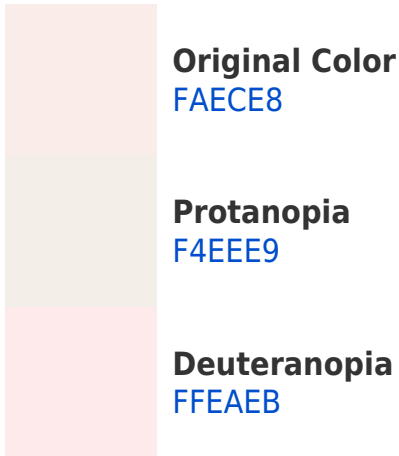 Original Color
FAECE8
Protanopia
F4EEE9
Deuteranopia
FFEAEB